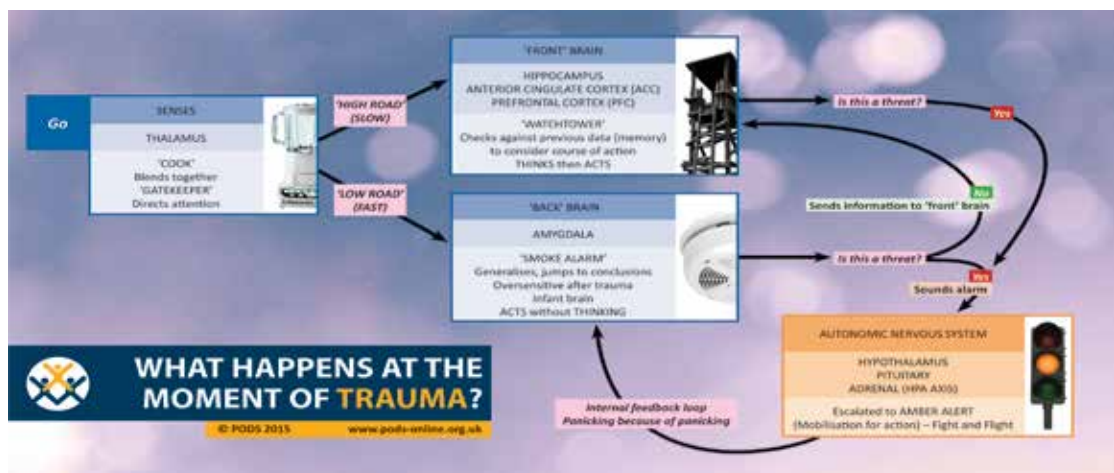 Go
SENSES
THALAMUS
'COOK'
Blends together
'GATEKEEPER'
Directs attention
'HIGH ROAD'
(SLOW)
'LOW ROAD'
(FAST)
'FRONT' BRAIN
HIPPOCAMPUS
ANTERIOR CINGULATE CORTEX (ACC)
PREFRONTAL CORTEX (PFC)
'WATCHTOWER'
Checks against previous data (memory)
to consider course of action
THINKS then ACTS
Is this a threat?
Yes
No
Sends information to 'front' brain
'BACK' BRAIN
AMYGDALA
'SMOKE ALARM'
Generalises, jumps to conclusions
Oversensitive after trauma
Infant brain
ACTS without THINKING
Is this a threat?
Yes
Sounds alarm
AUTONOMIC NERVOUS SYSTEM
HYPOTHALAMUS
PITUITARY
ADRENAL (HPA AXIS)
Escalated to AMBER ALERT
(Mobilisation for action) – Fight and Flight
Internal feedback loop
Panicking because of panicking
WHAT HAPPENS AT THE
MOMENT OF TRAUMA?
© PODS 2015 www.pods-online.org.uk